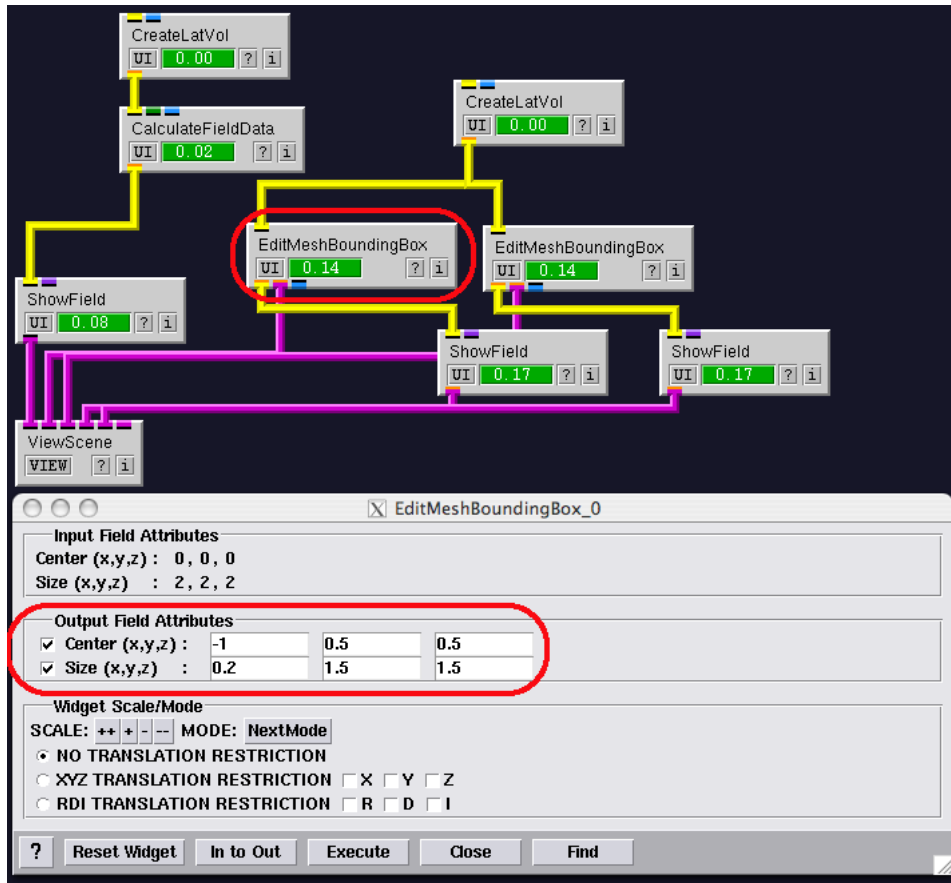 CreateLatVol
UI 0.00 ? i
CreateLatVol
UI 0.00 ? i
CalculateFieldData
UI 0.02 ? i
EditMeshBoundingBox
UI 0.14 ? i
EditMeshBoundingBox
UI 0.14 ? i
ShowField
UI 0.08 ? i
ShowField
UI 0.17 ? i
ShowField
UI 0.17 ? i
ViewScene
VIEW ? i
X EditMeshBoundingBox_0
Input Field Attributes
Center (x,y,z) : 0, 0, 0
Size (x,y,z) : 2, 2, 2
Output Field Attributes
Center (x,y,z) : -1 0.5 0.5
Size (x,y,z) : 0.2 1.5 1.5
Widget Scale/Mode
SCALE: ++ + - -- MODE: NextMode
NO TRANSLATION RESTRICTION
XYZ TRANSLATION RESTRICTION X Y Z
RDI TRANSLATION RESTRICTION R D I
? Reset Widget In to Out Execute Close Find